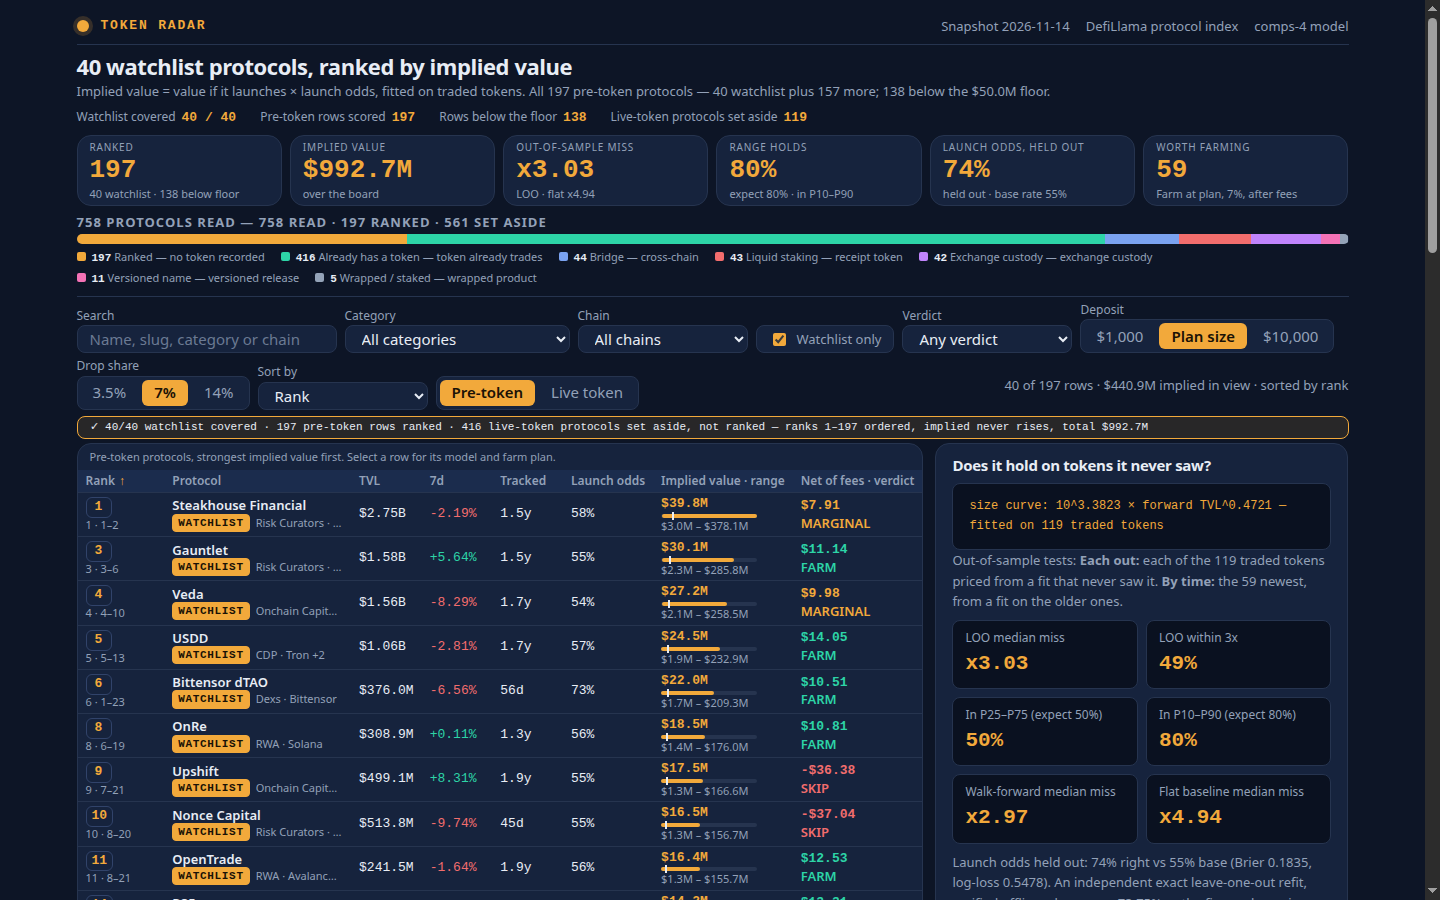 TOKEN RADAR
Snapshot 2026-11-14 DefiLlama protocol index comps-4 model
40 watchlist protocols, ranked by implied value
Implied value = value if it launches × launch odds, fitted on traded tokens. All 197 pre-token protocols — 40 watchlist plus 157 more; 138 below the $50.0M floor.
Watchlist covered 40 / 40 Pre-token rows scored 197 Rows below the floor 138 Live-token protocols set aside 119
RANKED
197
40 watchlist · 138 below floor
IMPLIED VALUE
$992.7M
over the board
OUT-OF-SAMPLE MISS
x3.03
LOO · flat x4.94
RANGE HOLDS
80%
expect 80% · in P10–P90
LAUNCH ODDS, HELD OUT
74%
held out · base rate 55%
WORTH FARMING
59
Farm at plan, 7%, after fees
758 PROTOCOLS READ — 758 READ · 197 RANKED · 561 SET ASIDE
197 Ranked — no token recorded 416 Already has a token — token already trades 44 Bridge — cross-chain 43 Liquid staking — receipt token 42 Exchange custody — exchange custody
11 Versioned name — versioned release 5 Wrapped / staked — wrapped product
Search Category Chain Verdict Deposit
Name, slug, category or chain All categories All chains Watchlist only Any verdict $1,000 Plan size $10,000
Drop share Sort by
3.5% 7% 14% Rank Pre-token Live token 40 of 197 rows · $440.9M implied in view · sorted by rank
✓ 40/40 watchlist covered · 197 pre-token rows ranked · 416 live-token protocols set aside, not ranked — ranks 1–197 ordered, implied never rises, total $992.7M
Pre-token protocols, strongest implied value first. Select a row for its model and farm plan.
Rank ↑ Protocol TVL 7d Tracked Launch odds Implied value · range Net of fees · verdict
1 Steakhouse Financial $2.75B -2.19% 1.5y 58% $39.8M $7.91
1 · 1–2 WATCHLIST Risk Curators · ... $3.0M – $378.1M MARGINAL
3 Gauntlet $1.58B +5.64% 1.5y 55% $30.1M $11.14
3 · 3–6 WATCHLIST Risk Curators · ... $2.3M – $285.8M FARM
4 Veda $1.56B -8.29% 1.7y 54% $27.2M $9.98
4 · 4–10 WATCHLIST Onchain Capit... $2.1M – $258.5M MARGINAL
5 USDD $1.06B -2.81% 1.7y 57% $24.5M $14.05
5 · 5–13 WATCHLIST CDP · Tron +2 $1.9M – $232.9M FARM
6 Bittensor dTAO $376.0M -6.56% 56d 73% $22.0M $10.51
6 · 1–23 WATCHLIST Dexs · Bittensor $1.7M – $209.3M FARM
8 OnRe $308.9M +0.11% 1.3y 56% $18.5M $10.81
8 · 6–19 WATCHLIST RWA · Solana $1.4M – $176.0M FARM
9 Upshift $499.1M +8.31% 1.9y 55% $17.5M -$36.38
9 · 7–21 WATCHLIST Onchain Capit... $1.3M – $166.6M SKIP
10 Nonce Capital $513.8M -9.74% 45d 55% $16.5M -$37.04
10 · 8–20 WATCHLIST Risk Curators · ... $1.3M – $156.7M SKIP
11 OpenTrade $241.5M -1.64% 1.9y 56% $16.4M $12.53
11 · 8–21 WATCHLIST RWA · Avalanc... $1.3M – $155.7M FARM
Does it hold on tokens it never saw?
size curve: 10^3.3823 × forward TVL^0.4721 —
fitted on 119 traded tokens
Out-of-sample tests: Each out: each of the 119 traded tokens
priced from a fit that never saw it. By time: the 59 newest,
from a fit on the older ones.
LOO median miss
x3.03
LOO within 3x
49%
In P25–P75 (expect 50%)
50%
In P10–P90 (expect 80%)
80%
Walk-forward median miss
x2.97
Flat baseline median miss
x4.94
Launch odds held out: 74% right vs 55% base (Brier 0.1835,
log-loss 0.5478). An independent exact leave-one-out refit,